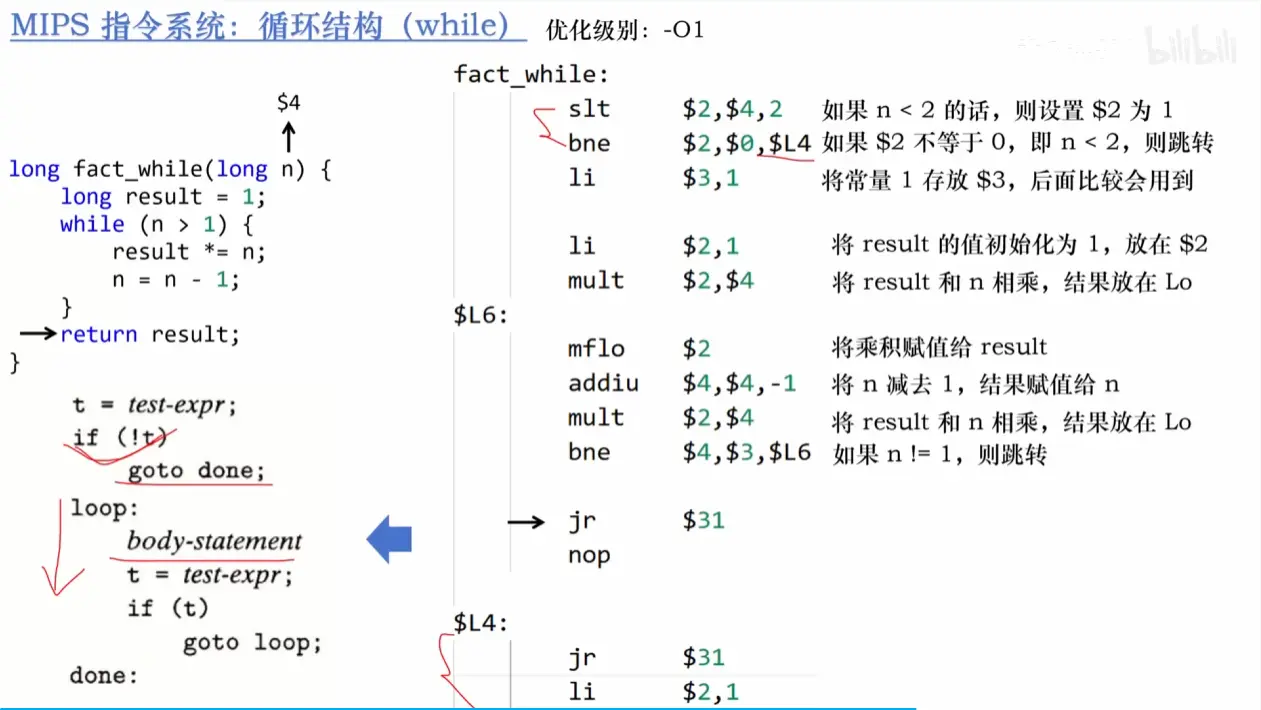 MIPS 指令系统：循环结构（while） 优化级别：-O1
bilibili
$4
long fact_while(long n) {
long result = 1;
while (n > 1) {
result *= n;
n = n - 1;
}
return result;
}
t = test-expr;
if (!t)
goto done;
loop:
body-statement
t = test-expr;
if (t)
goto loop;
done:
fact_while:
slt $2,$4,2 如果 n < 2 的话，则设置 $2 为 1
bne $2,$0,$L4 如果 $2 不等于 0，即 n < 2，则跳转
li $3,1 将常量 1 存放 $3，后面比较会用到
li $2,1 将 result 的值初始化为 1，放在 $2
mult $2,$4 将 result 和 n 相乘，结果放在 Lo
$L6:
mflo $2 将乘积赋值给 result
addiu $4,$4,-1 将 n 减去 1，结果赋值给 n
mult $2,$4 将 result 和 n 相乘，结果放在 Lo
bne $4,$3,$L6 如果 n != 1，则跳转
jr $31
nop
$L4:
jr $31
li $2,1